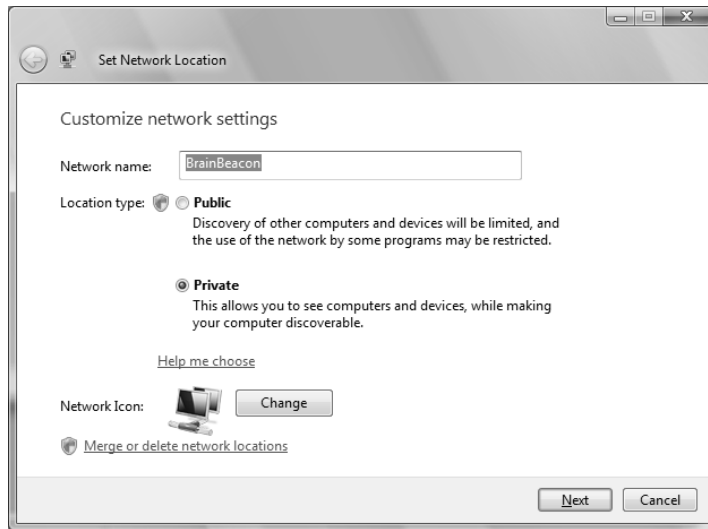 Set Network Location
Customize network settings
Network name: BrainBeacon
Location type: Public
Discovery of other computers and devices will be limited, and
the use of the network by some programs may be restricted.
Private
This allows you to see computers and devices, while making
your computer discoverable.
Help me choose
Network Icon: Change
Merge or delete network locations
Next Cancel